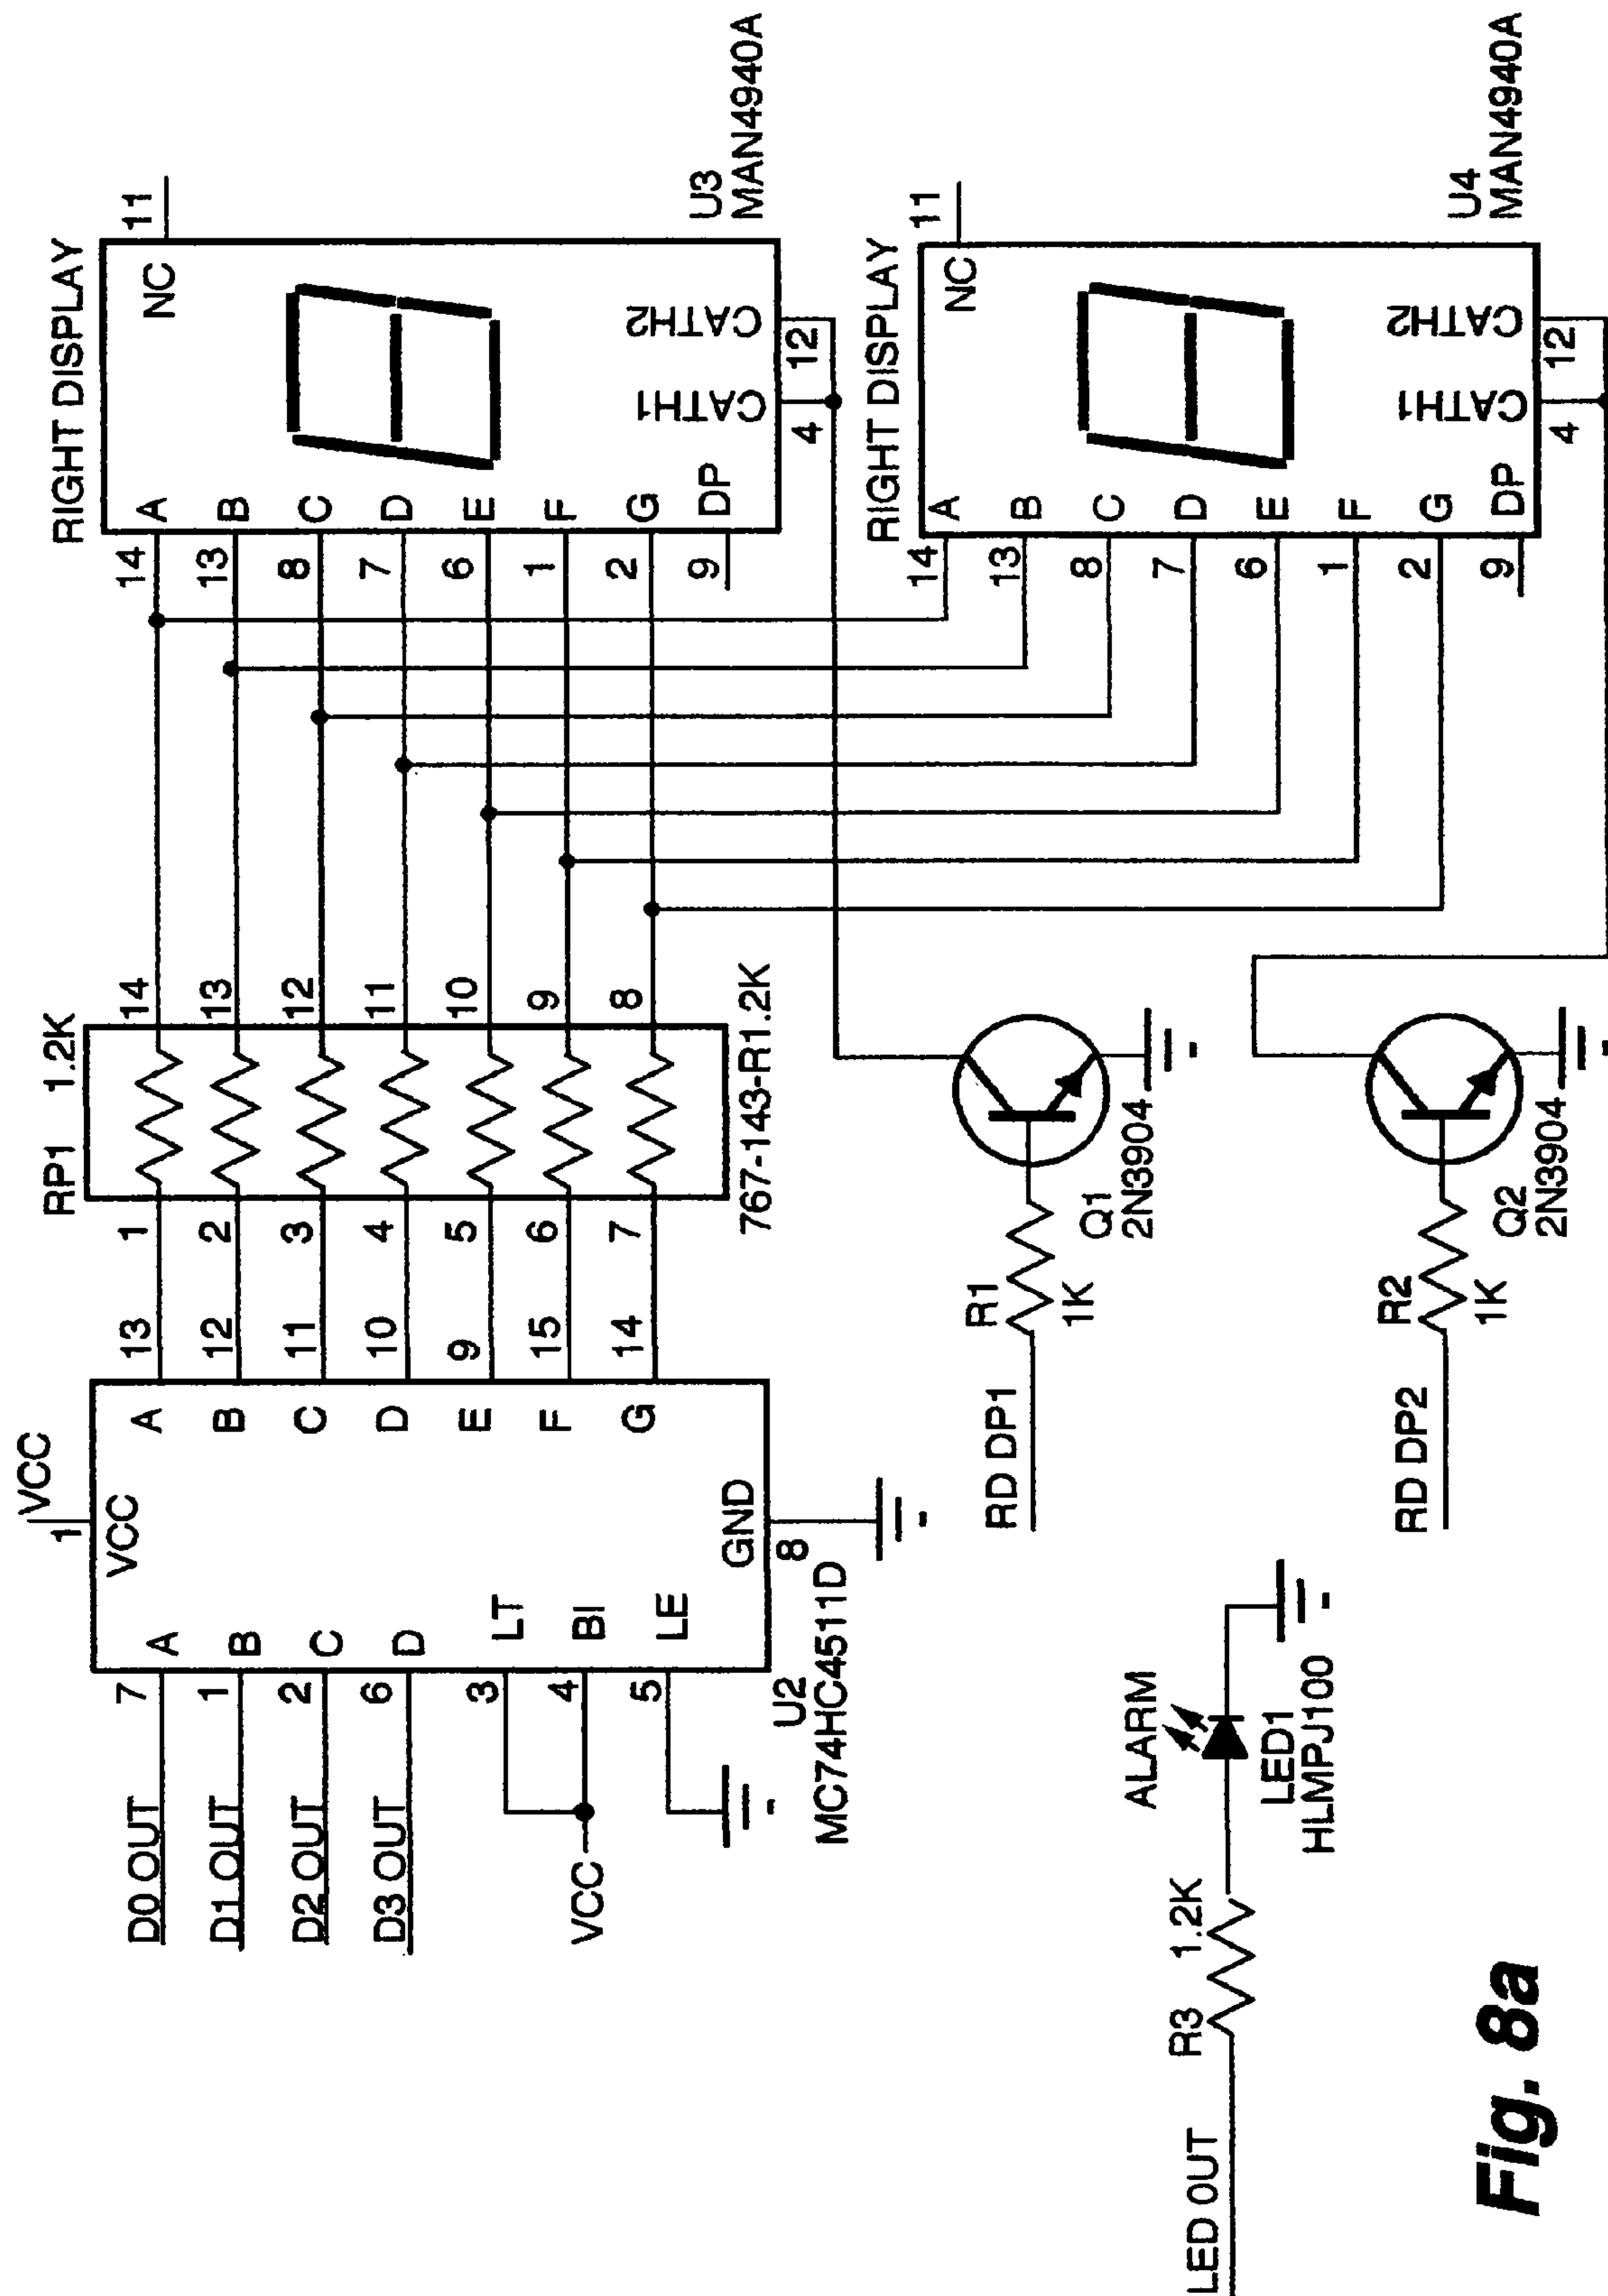 VCC
1
VCC
D0 OUT
7
A
D1 OUT
1
B
D2 OUT
2
C
D3 OUT
6
D
3
LT
VCC
4
BI
5
LE
GND
8
U2
MC74HC4511D
A
13
B
12
C
11
D
10
E
9
F
15
G
14
RP1
1.2K
1
14
2
13
3
12
4
11
5
10
6
9
7
8
767-143-R1.2K
RIGHT DISPLAY
14
A
13
B
8
C
7
D
6
E
1
F
2
G
9
DP
NC
11
CATH1
4
CATH2
12
U3
MAN4940A
RIGHT DISPLAY
14
A
13
B
8
C
7
D
6
E
1
F
2
G
9
DP
NC
11
CATH1
4
CATH2
12
U4
MAN4940A
RD DP1
R1
1K
Q1
2N3904
RD DP2
R2
1K
Q2
2N3904
LED OUT
R3
1.2K
ALARM
LED1
HLMPJ100
Fig. 8a